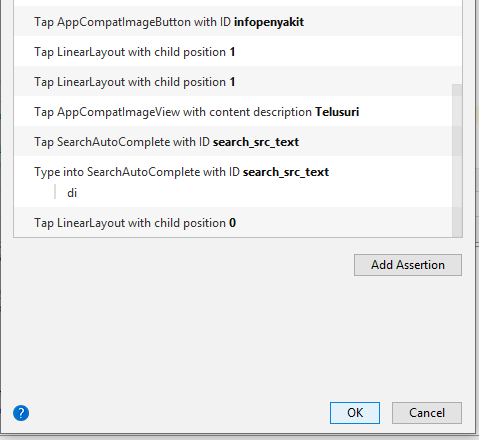 Tap AppCompatImageButton with ID infopenyakit
Tap LinearLayout with child position 1
Tap LinearLayout with child position 1
Tap AppCompatImageView with content description Telusuri
Tap SearchAutoComplete with ID search_src_text
Type into SearchAutoComplete with ID search_src_text
di
Tap LinearLayout with child position 0
Add Assertion
?
OK
Cancel